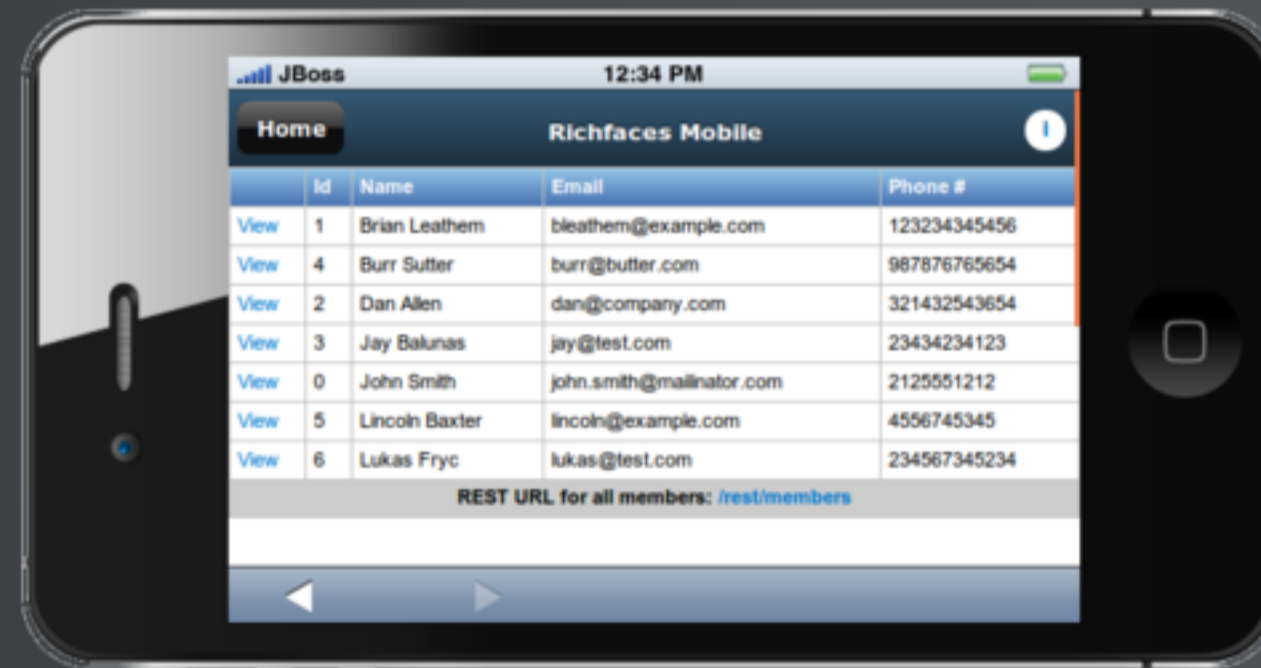 JBoss 12:34 PM
Home Richfaces Mobile I
Id Name Email Phone #
View 1 Brian Leathem bleathem@example.com 123234345456
View 4 Burr Sutter burr@butter.com 987876765654
View 2 Dan Allen dan@company.com 321432543654
View 3 Jay Balunas jay@test.com 23434234123
View 0 John Smith john.smith@mailinator.com 2125551212
View 5 Lincoln Baxter lincoln@example.com 4556745345
View 6 Lukas Fryc lukas@test.com 234567345234
REST URL for all members: /rest/members